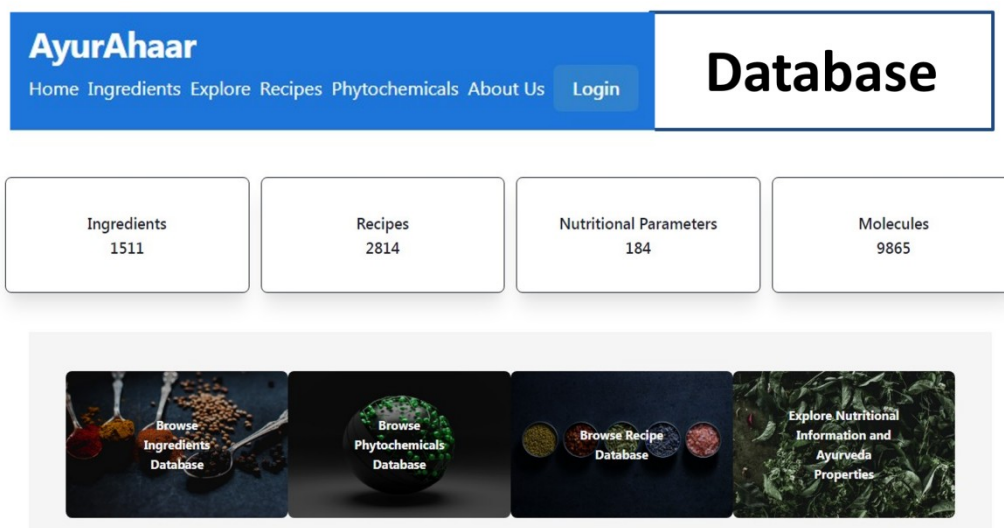 AyurAhaar
Home Ingredients Explore Recipes Phytochemicals About Us Login
Database
Ingredients
1511
Recipes
2814
Nutritional Parameters
184
Molecules
9865
Browse
Ingredients
Database
Browse
Phytochemicals
Database
Browse Recipe
Database
Explore Nutritional
Information and
Ayurveda
Properties